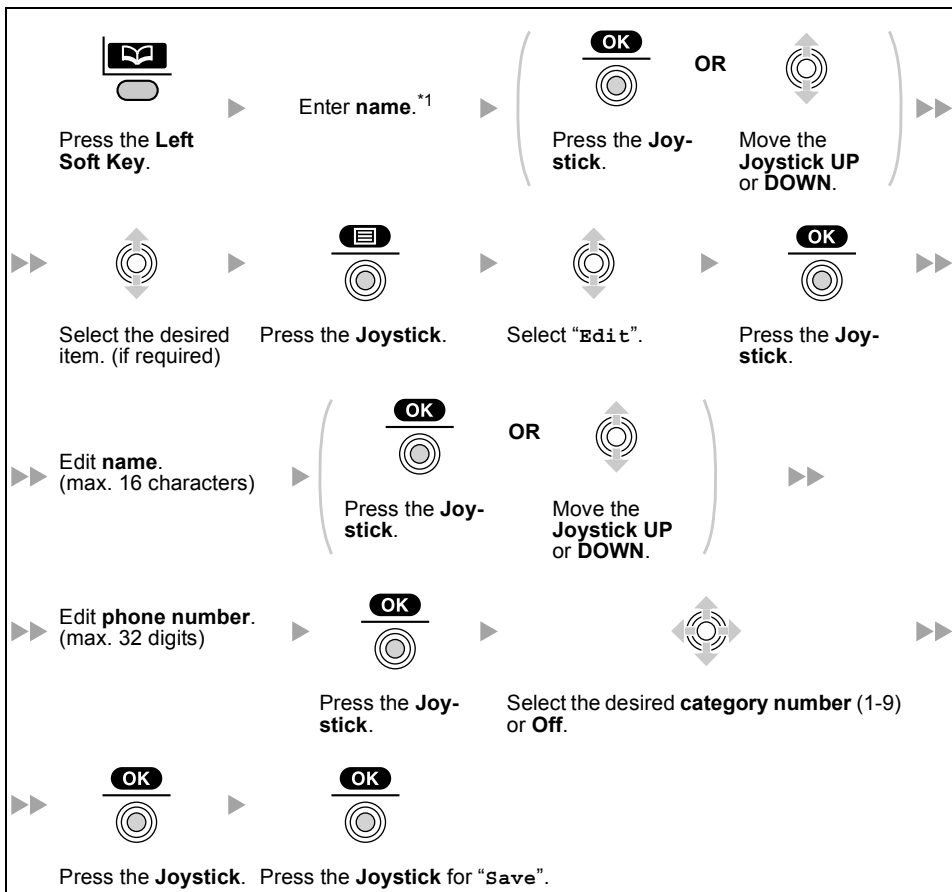 OK
OR
Enter name.*1
Press the Left
Soft Key.
Press the Joy-
stick.
Move the
Joystick UP
or DOWN.
OK
Select the desired
item. (if required)
Press the Joystick.
Select “Edit”.
Press the Joy-
stick.
OK
OR
Edit name.
(max. 16 characters)
Press the Joy-
stick.
Move the
Joystick UP
or DOWN.
OK
Edit phone number.
(max. 32 digits)
Press the Joy-
stick.
Select the desired category number (1-9)
or Off.
OK
OK
Press the Joystick.
Press the Joystick for “Save”.